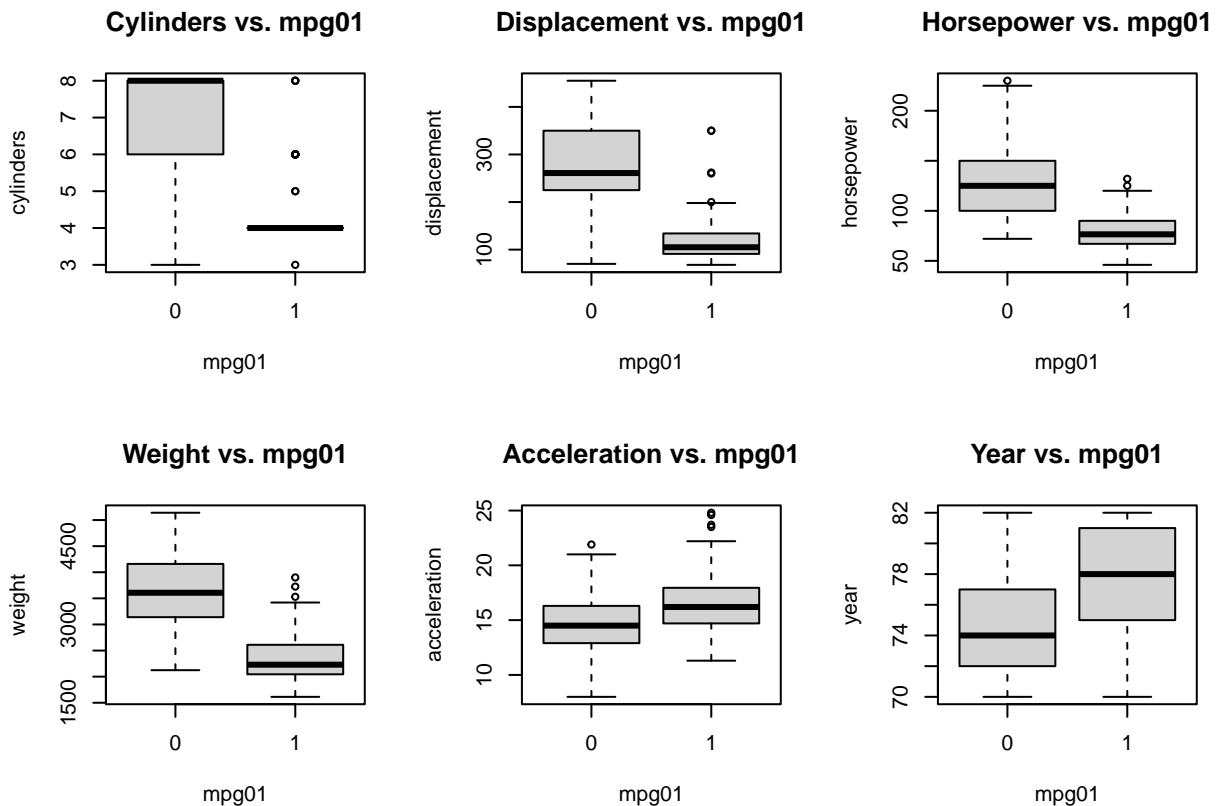 Cylinders vs. mpg01
cylinders
8
7
6
5
4
3
0 1
mpg01
Displacement vs. mpg01
displacement
300
100
0 1
mpg01
Horsepower vs. mpg01
horsepower
200
100
50
0 1
mpg01
Weight vs. mpg01
weight
4500
3000
1500
0 1
mpg01
Acceleration vs. mpg01
acceleration
25
20
15
10
0 1
mpg01
Year vs. mpg01
year
82
78
74
70
0 1
mpg01